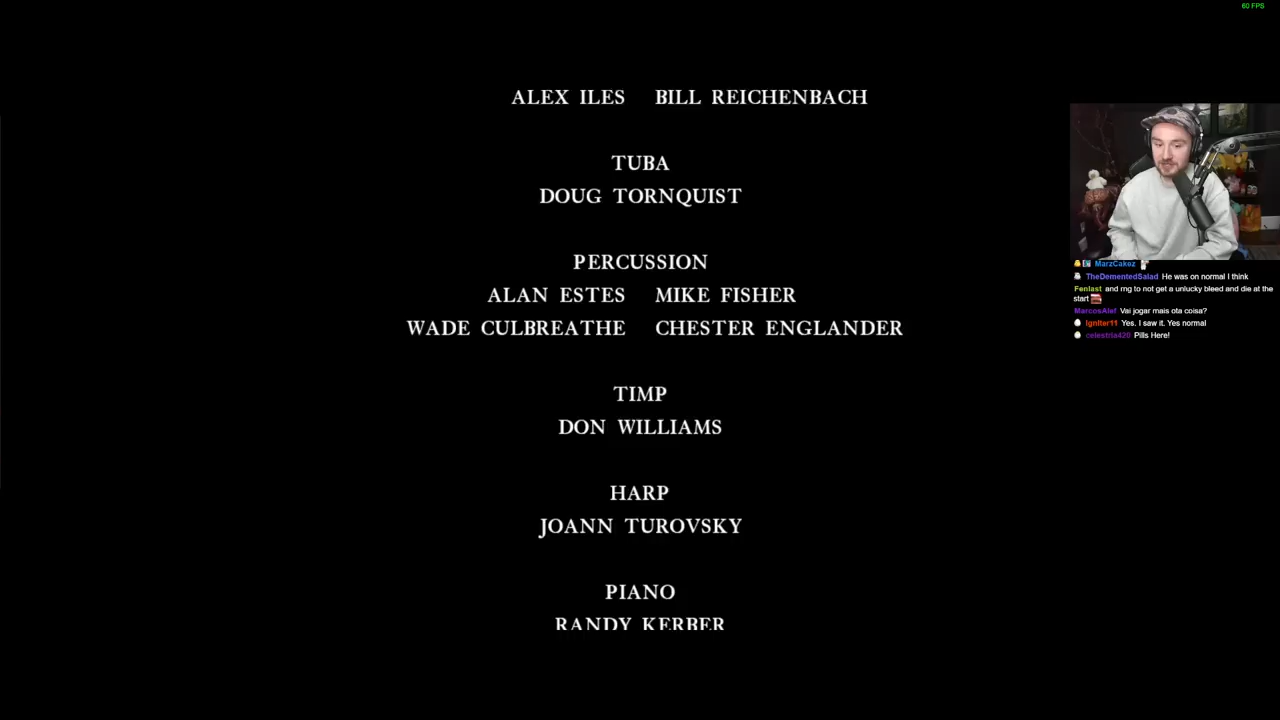 60 FPS
ALEX ILES BILL REICHENBACH
TUBA
DOUG TORNQUIST
PERCUSSION
ALAN ESTES MIKE FISHER
WADE CULBREATHE CHESTER ENGLANDER
TIMP
DON WILLIAMS
HARP
JOANN TUROVSKY
PIANO
RANDY KERBER
MarzCakez
TheDementedSalad He was on normal I think
Fenlast and rng to not get a unlucky bleed and die at the
start
MarcosAlef Vai jogar mais ota coisa?
Igniter11 Yes. I saw it. Yes normal
celestria420 Pills Here!